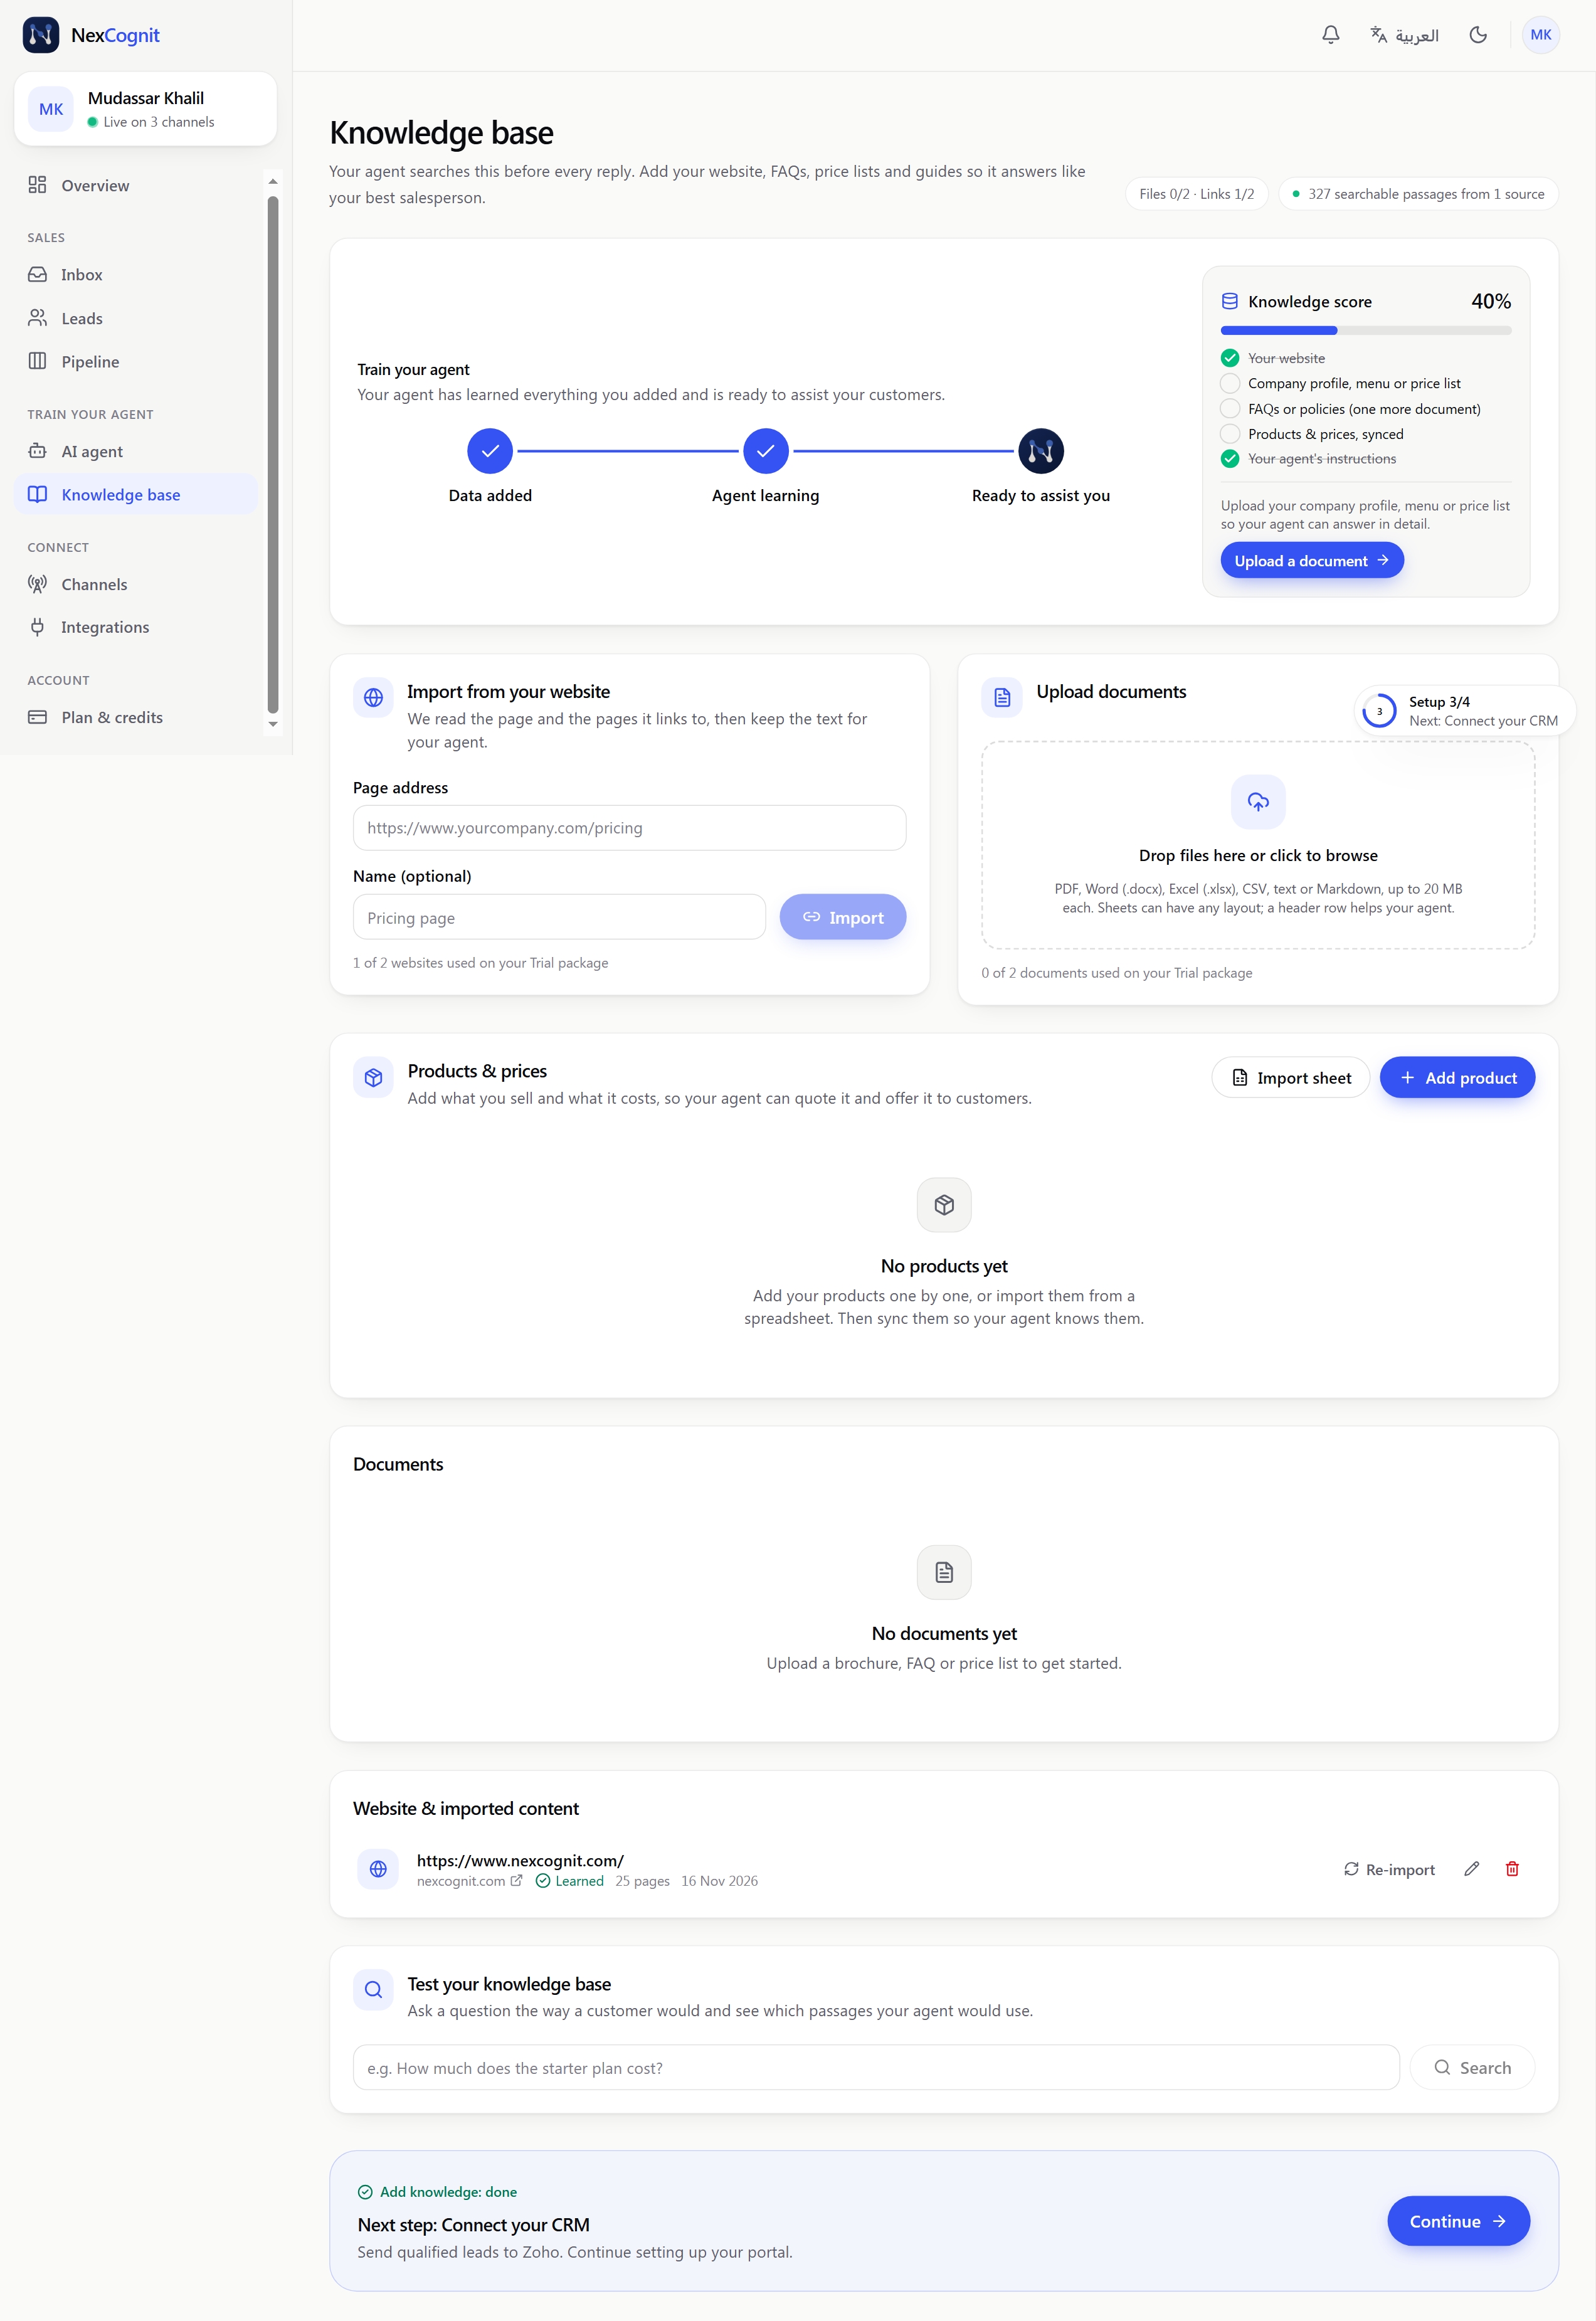 NexCognit
العربية
MK
MK
Mudassar Khalil
Live on 3 channels
Overview
SALES
Inbox
Leads
Pipeline
TRAIN YOUR AGENT
AI agent
Knowledge base
CONNECT
Channels
Integrations
ACCOUNT
Plan & credits
Knowledge base
Your agent searches this before every reply. Add your website, FAQs, price lists and guides so it answers like
your best salesperson.
Files 0/2 · Links 1/2
327 searchable passages from 1 source
Train your agent
Your agent has learned everything you added and is ready to assist your customers.
Data added
Agent learning
Ready to assist you
Knowledge score
40%
Your website
Company profile, menu or price list
FAQs or policies (one more document)
Products & prices, synced
Your agent's instructions
Upload your company profile, menu or price list
so your agent can answer in detail.
Upload a document
Import from your website
We read the page and the pages it links to, then keep the text for
your agent.
Page address
https://www.yourcompany.com/pricing
Name (optional)
Pricing page
Import
1 of 2 websites used on your Trial package
Upload documents
3
Setup 3/4
Next: Connect your CRM
Drop files here or click to browse
PDF, Word (.docx), Excel (.xlsx), CSV, text or Markdown, up to 20 MB
each. Sheets can have any layout; a header row helps your agent.
0 of 2 documents used on your Trial package
Products & prices
Add what you sell and what it costs, so your agent can quote it and offer it to customers.
Import sheet
Add product
No products yet
Add your products one by one, or import them from a
spreadsheet. Then sync them so your agent knows them.
Documents
No documents yet
Upload a brochure, FAQ or price list to get started.
Website & imported content
https://www.nexcognit.com/
nexcognit.com Learned 25 pages 16 Nov 2026
Re-import
Test your knowledge base
Ask a question the way a customer would and see which passages your agent would use.
e.g. How much does the starter plan cost?
Search
Add knowledge: done
Next step: Connect your CRM
Send qualified leads to Zoho. Continue setting up your portal.
Continue